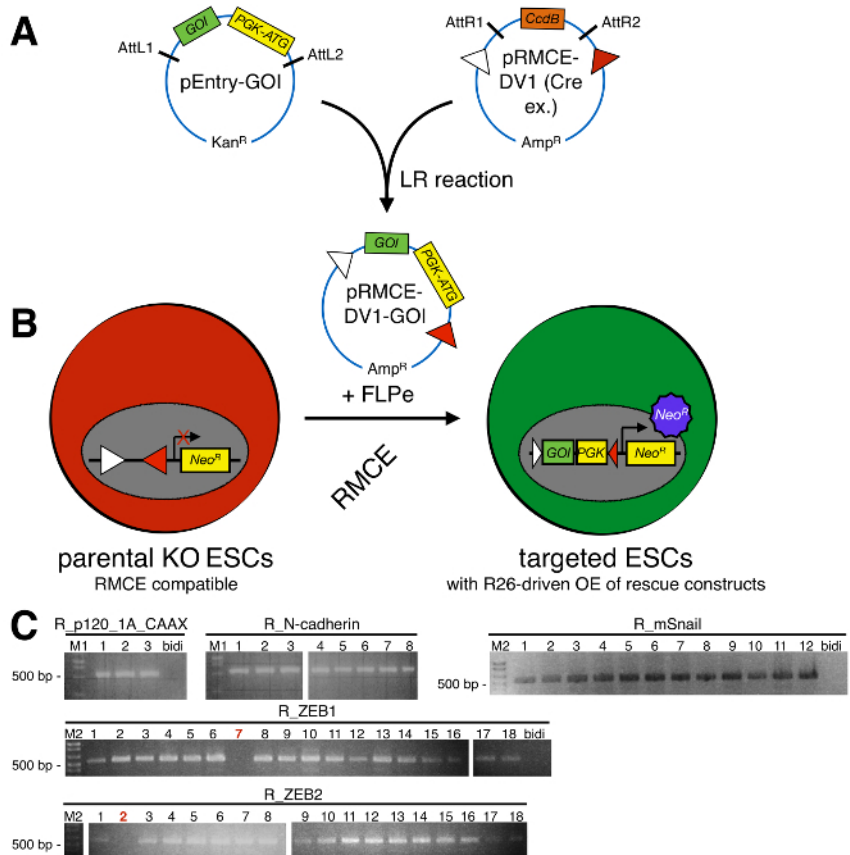 A
GOI
PGK-ATG
AttL1
AttL2
pEntry-GOI
Kan^R
CcdB
AttR1
AttR2
pRMCE-
DV1 (Cre
ex.)
Amp^R
LR reaction
GOI
PGK-ATG
pRMCE-
DV1-GOI
Amp^R
B
+ FLPe
RMCE
X
Neo^R
parental KO ESCs
RMCE compatible
Neo^R
GOI PGK Neo^R
targeted ESCs
with R26-driven OE of rescue constructs
C
R_p120_1A_CAAX
M1 1 2 3 bidi
500 bp -
R_N-cadherin
M1 1 2 3 4 5 6 7 8
R_mSnail
M2 1 2 3 4 5 6 7 8 9 10 11 12 bidi
500 bp -
R_ZEB1
M2 1 2 3 4 5 6 7 8 9 10 11 12 13 14 15 16 17 18 bidi
500 bp -
R_ZEB2
M2 1 2 3 4 5 6 7 8 9 10 11 12 13 14 15 16 17 18
500 bp -